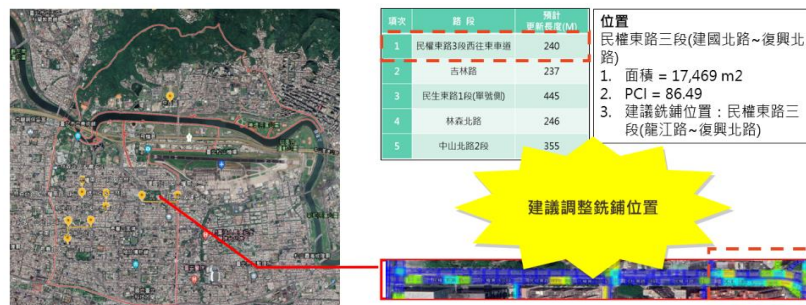 項次 路 段 預計
更新長度(M)
1 民權東路3段西往東車道 240
2 吉林路 237
3 民生東路1段(單號側) 445
4 林森北路 246
5 中山北路2段 355
位置
民權東路三段(建國北路~復興北
路)
1. 面積 = 17,469 m2
2. PCI = 86.49
3. 建議銑鋪位置：民權東路三
段(龍江路~復興北路)
建議調整銑鋪位置